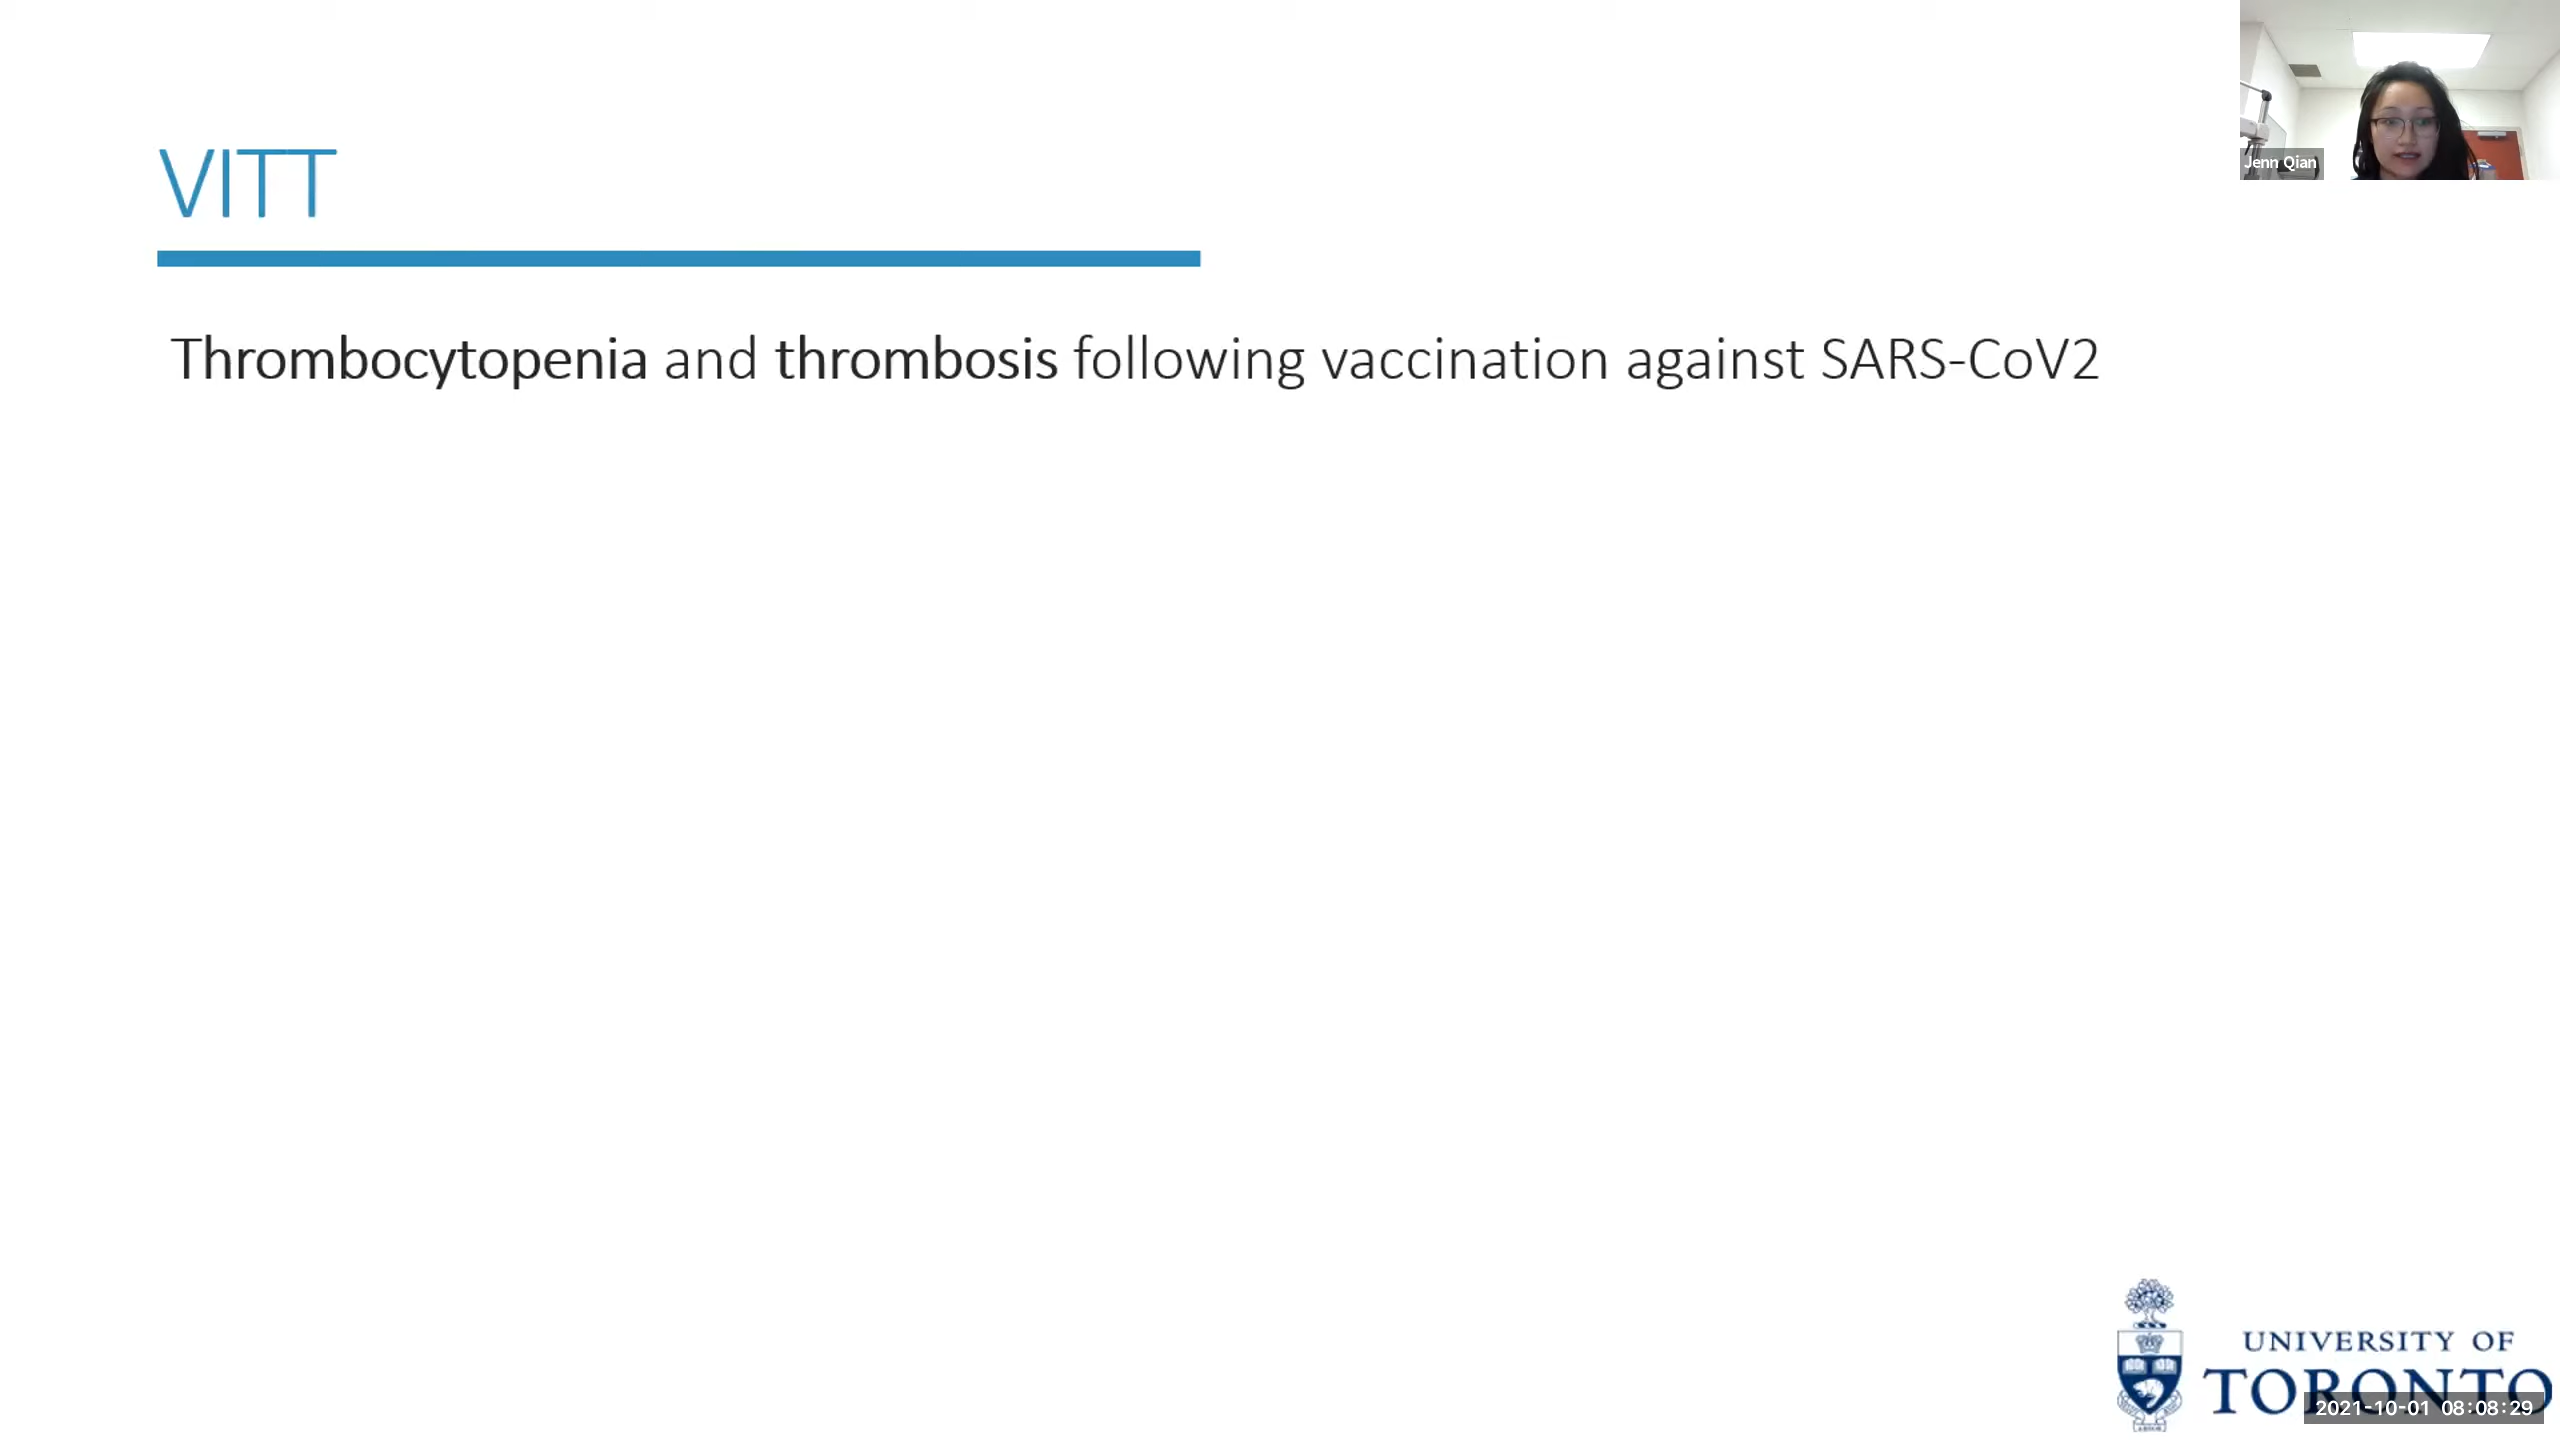 Jenn Qian
VITT
Thrombocytopenia and thrombosis following vaccination against SARS-CoV2
UNIVERSITY OF
TORONTO
2021-10-01 08:08:29